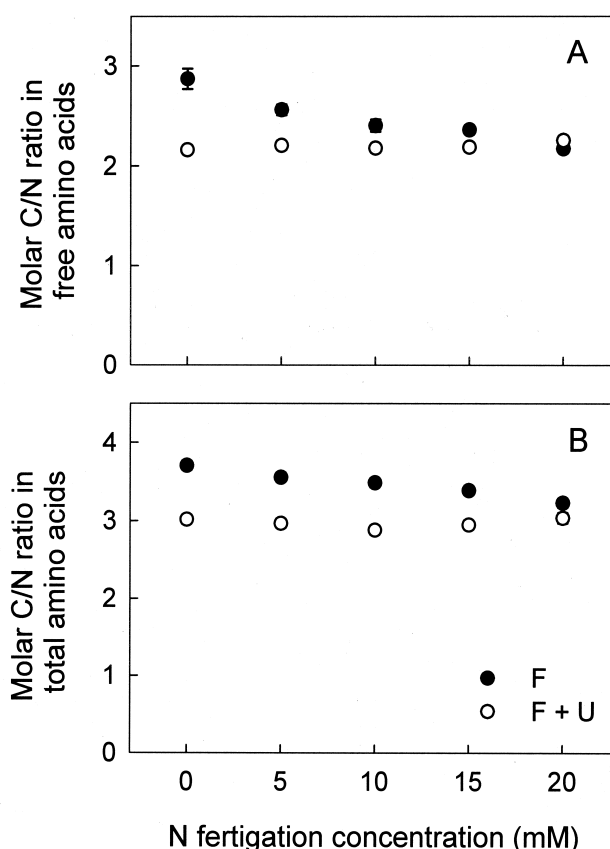 A
Molar C/N ratio in
free amino acids
3
2
1
0
B
Molar C/N ratio in
total amino acids
4
3
2
1
0
F
F + U
0 5 10 15 20
N fertigation concentration (mM)